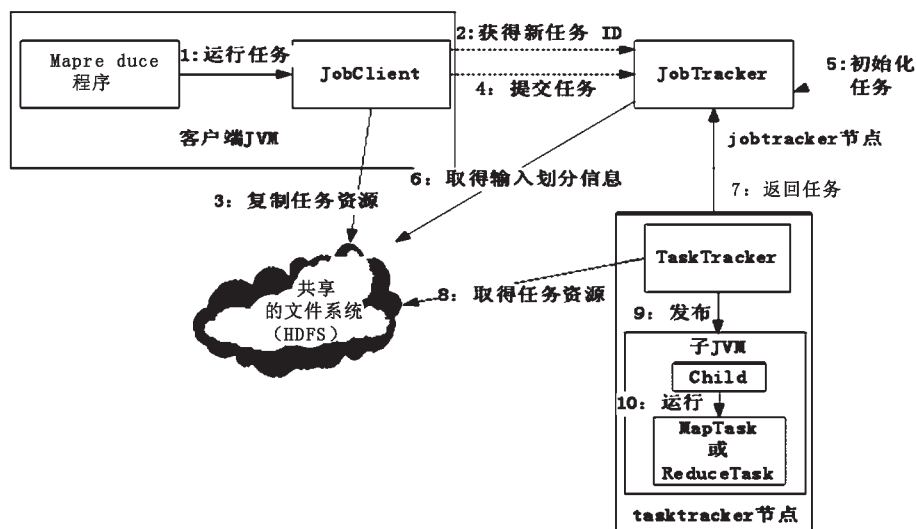 Mapre duce
程序
1:运行任务
JobClient
客户端JVM
2:获得新任务 ID
4: 提交任务
JobTracker
5:初始化
任务
jobtracker节点
3: 复制任务资源
6: 取得输入划分信息
7: 返回任务
共享
的文件系统
(HDFS)
8: 取得任务资源
TaskTracker
9: 发布
子JVM
Child
10: 运行
MapTask
或
ReduceTask
tasktracker节点